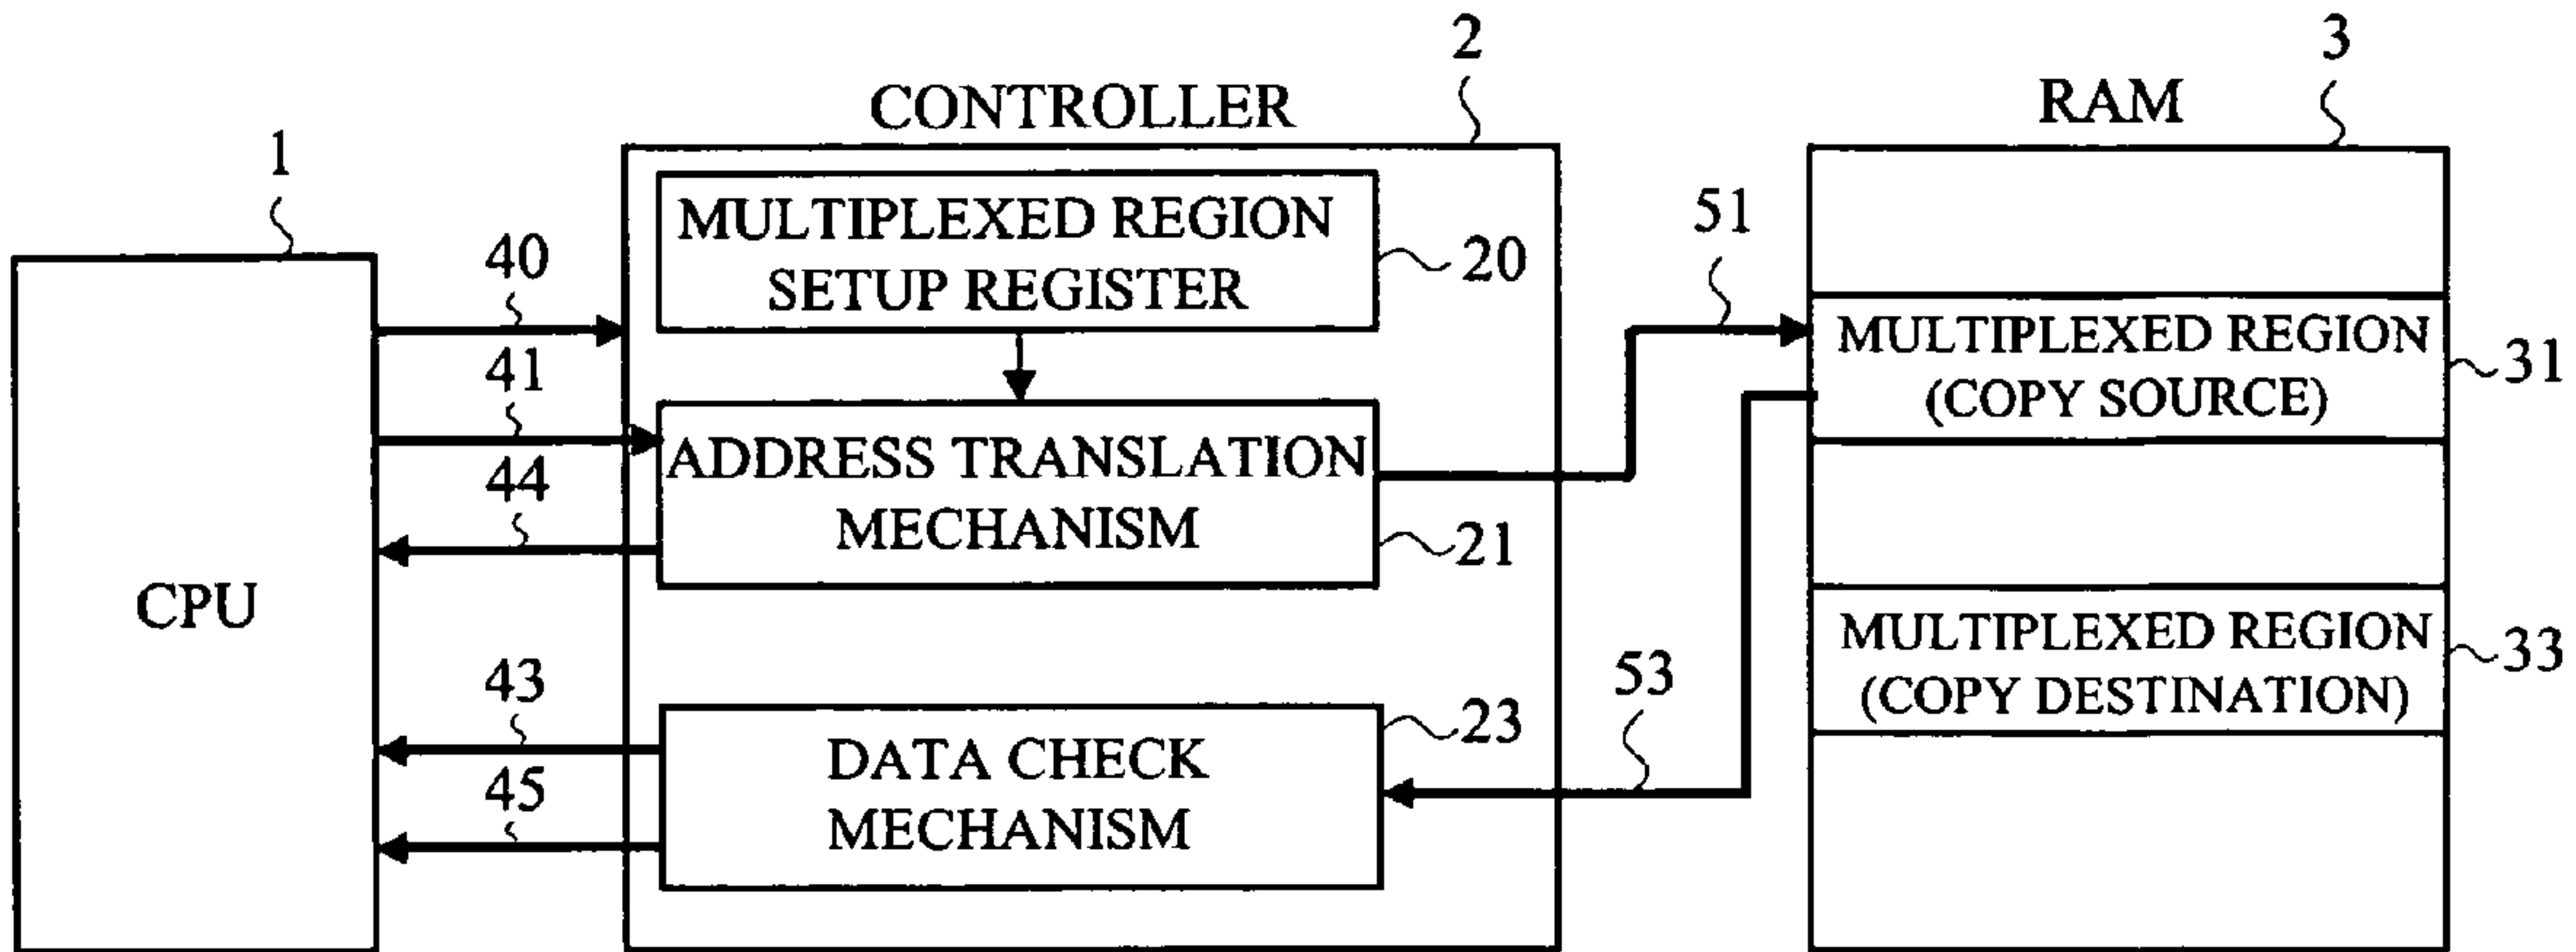 2
3
CONTROLLER
RAM
1
MULTIPLEXED REGION
SETUP REGISTER
20
40
51
MULTIPLEXED REGION
(COPY SOURCE)
31
41
ADDRESS TRANSLATION
MECHANISM
21
44
CPU
MULTIPLEXED REGION
(COPY DESTINATION)
33
43
53
23
DATA CHECK
MECHANISM
45